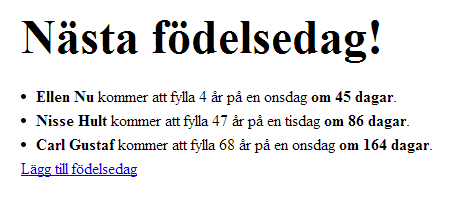 Nästa födelsedag!
• Ellen Nu kommer att fylla 4 år på en onsdag om 45 dagar.
• Nisse Hult kommer att fylla 47 år på en tisdag om 86 dagar.
• Carl Gustaf kommer att fylla 68 år på en onsdag om 164 dagar.
Lägg till födelsedag